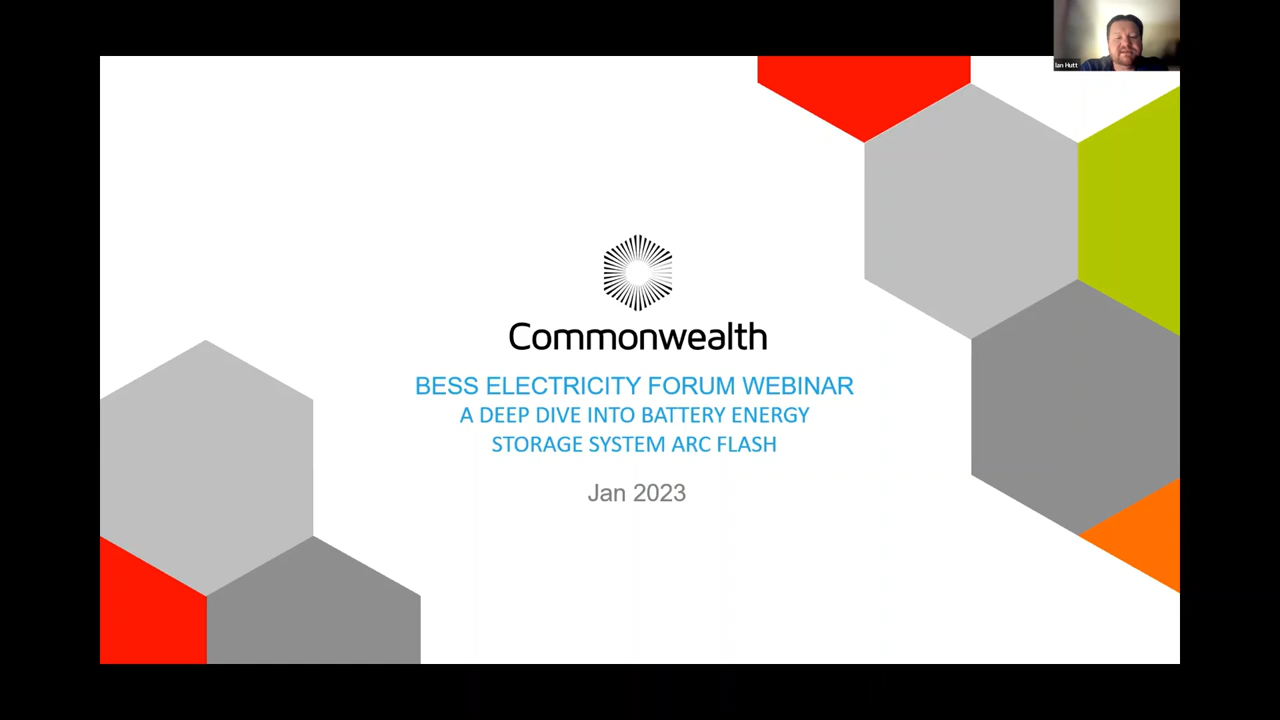 Ian Hutt
Commonwealth
BESS ELECTRICITY FORUM WEBINAR
A DEEP DIVE INTO BATTERY ENERGY
STORAGE SYSTEM ARC FLASH
Jan 2023